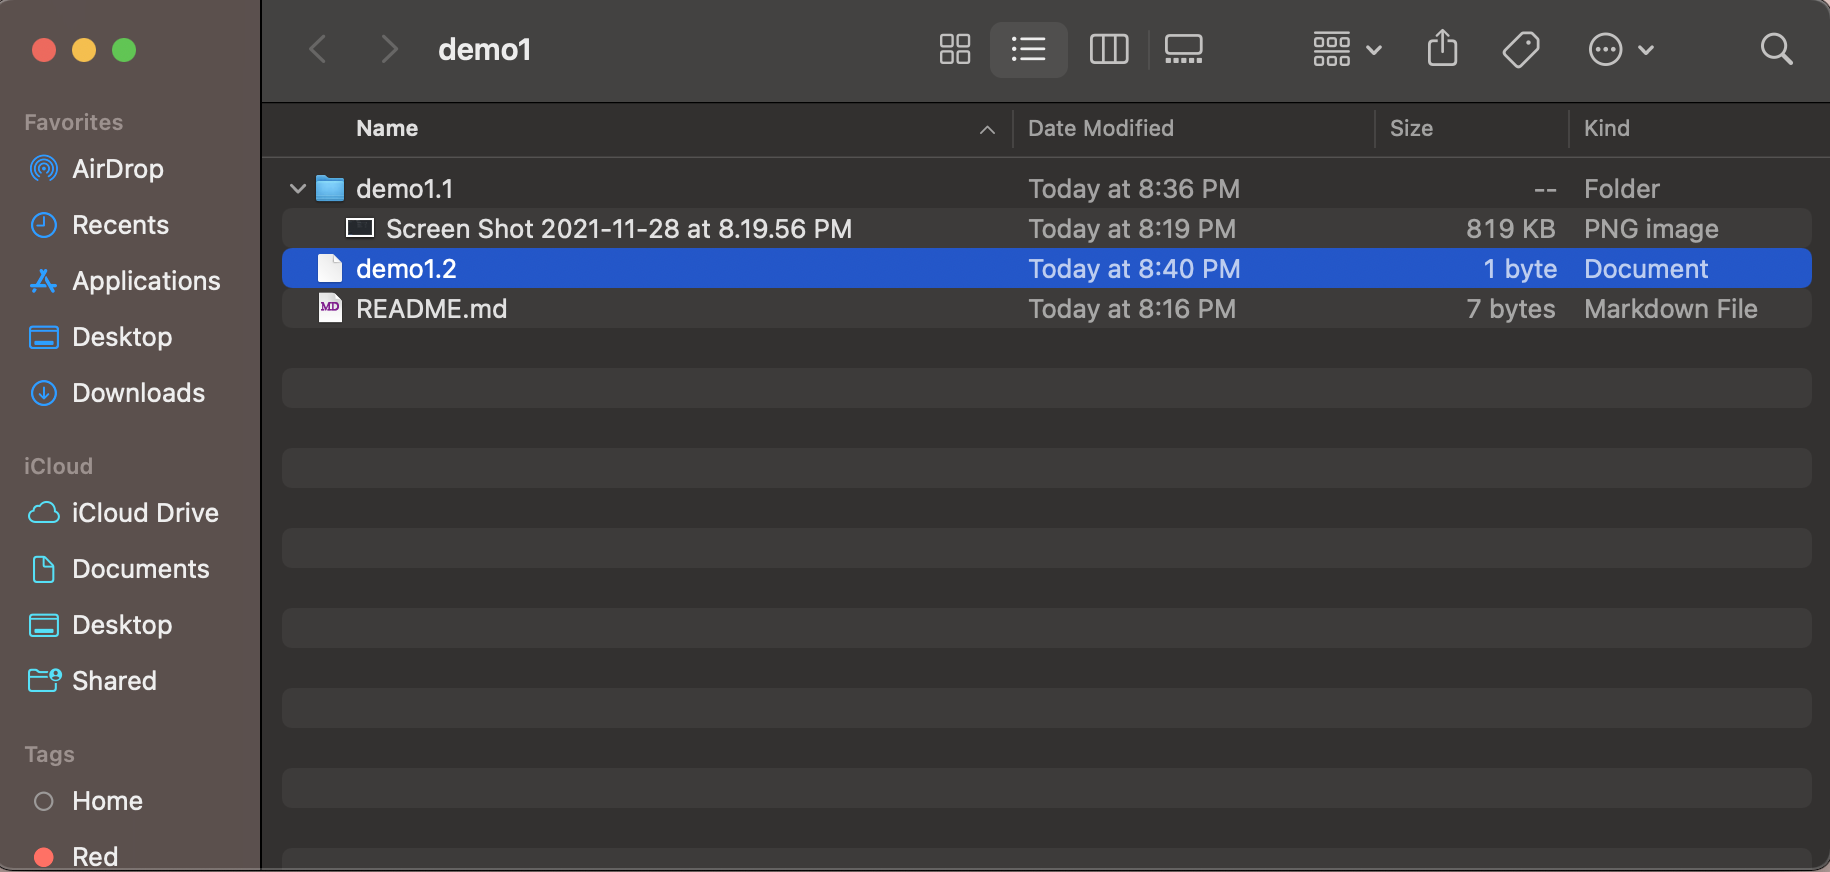 demo1
Favorites
AirDrop
Recents
Applications
Desktop
Downloads
iCloud
iCloud Drive
Documents
Desktop
Shared
Tags
Home
Red
Name Date Modified Size Kind
demo1.1 Today at 8:36 PM -- Folder
Screen Shot 2021-11-28 at 8.19.56 PM Today at 8:19 PM 819 KB PNG image
demo1.2 Today at 8:40 PM 1 byte Document
MD README.md Today at 8:16 PM 7 bytes Markdown File